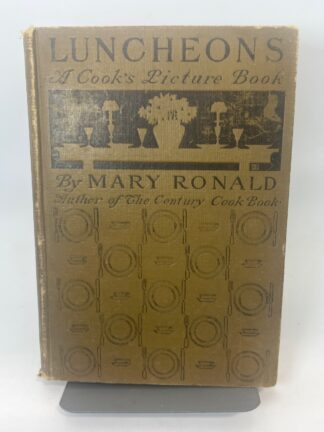 LUNCHEONS
A Cook's Picture Book
By MARY RONALD
Author of The Century Cook Book